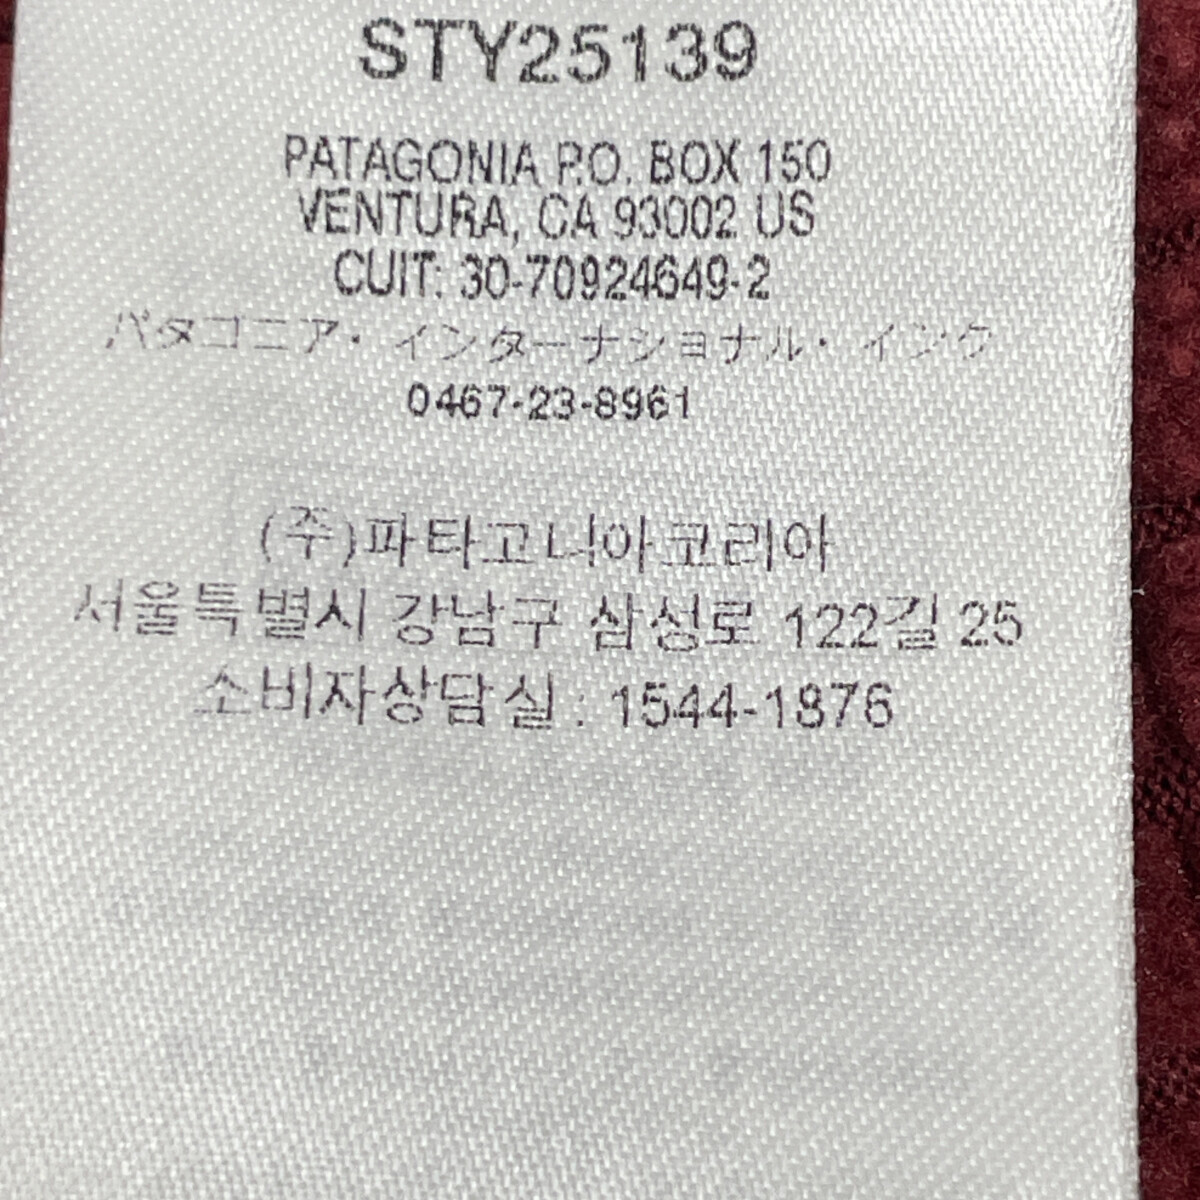 STY25139
PATAGONIA P.O. BOX 150
VENTURA, CA 93002 US
CUIT: 30-70924649-2
パタゴニア・インターナショナル・インク
0467-23-8961
(주)파타고니아코리아
서울특별시 강남구 삼성로 122길 25
소비자상담실 : 1544-1876